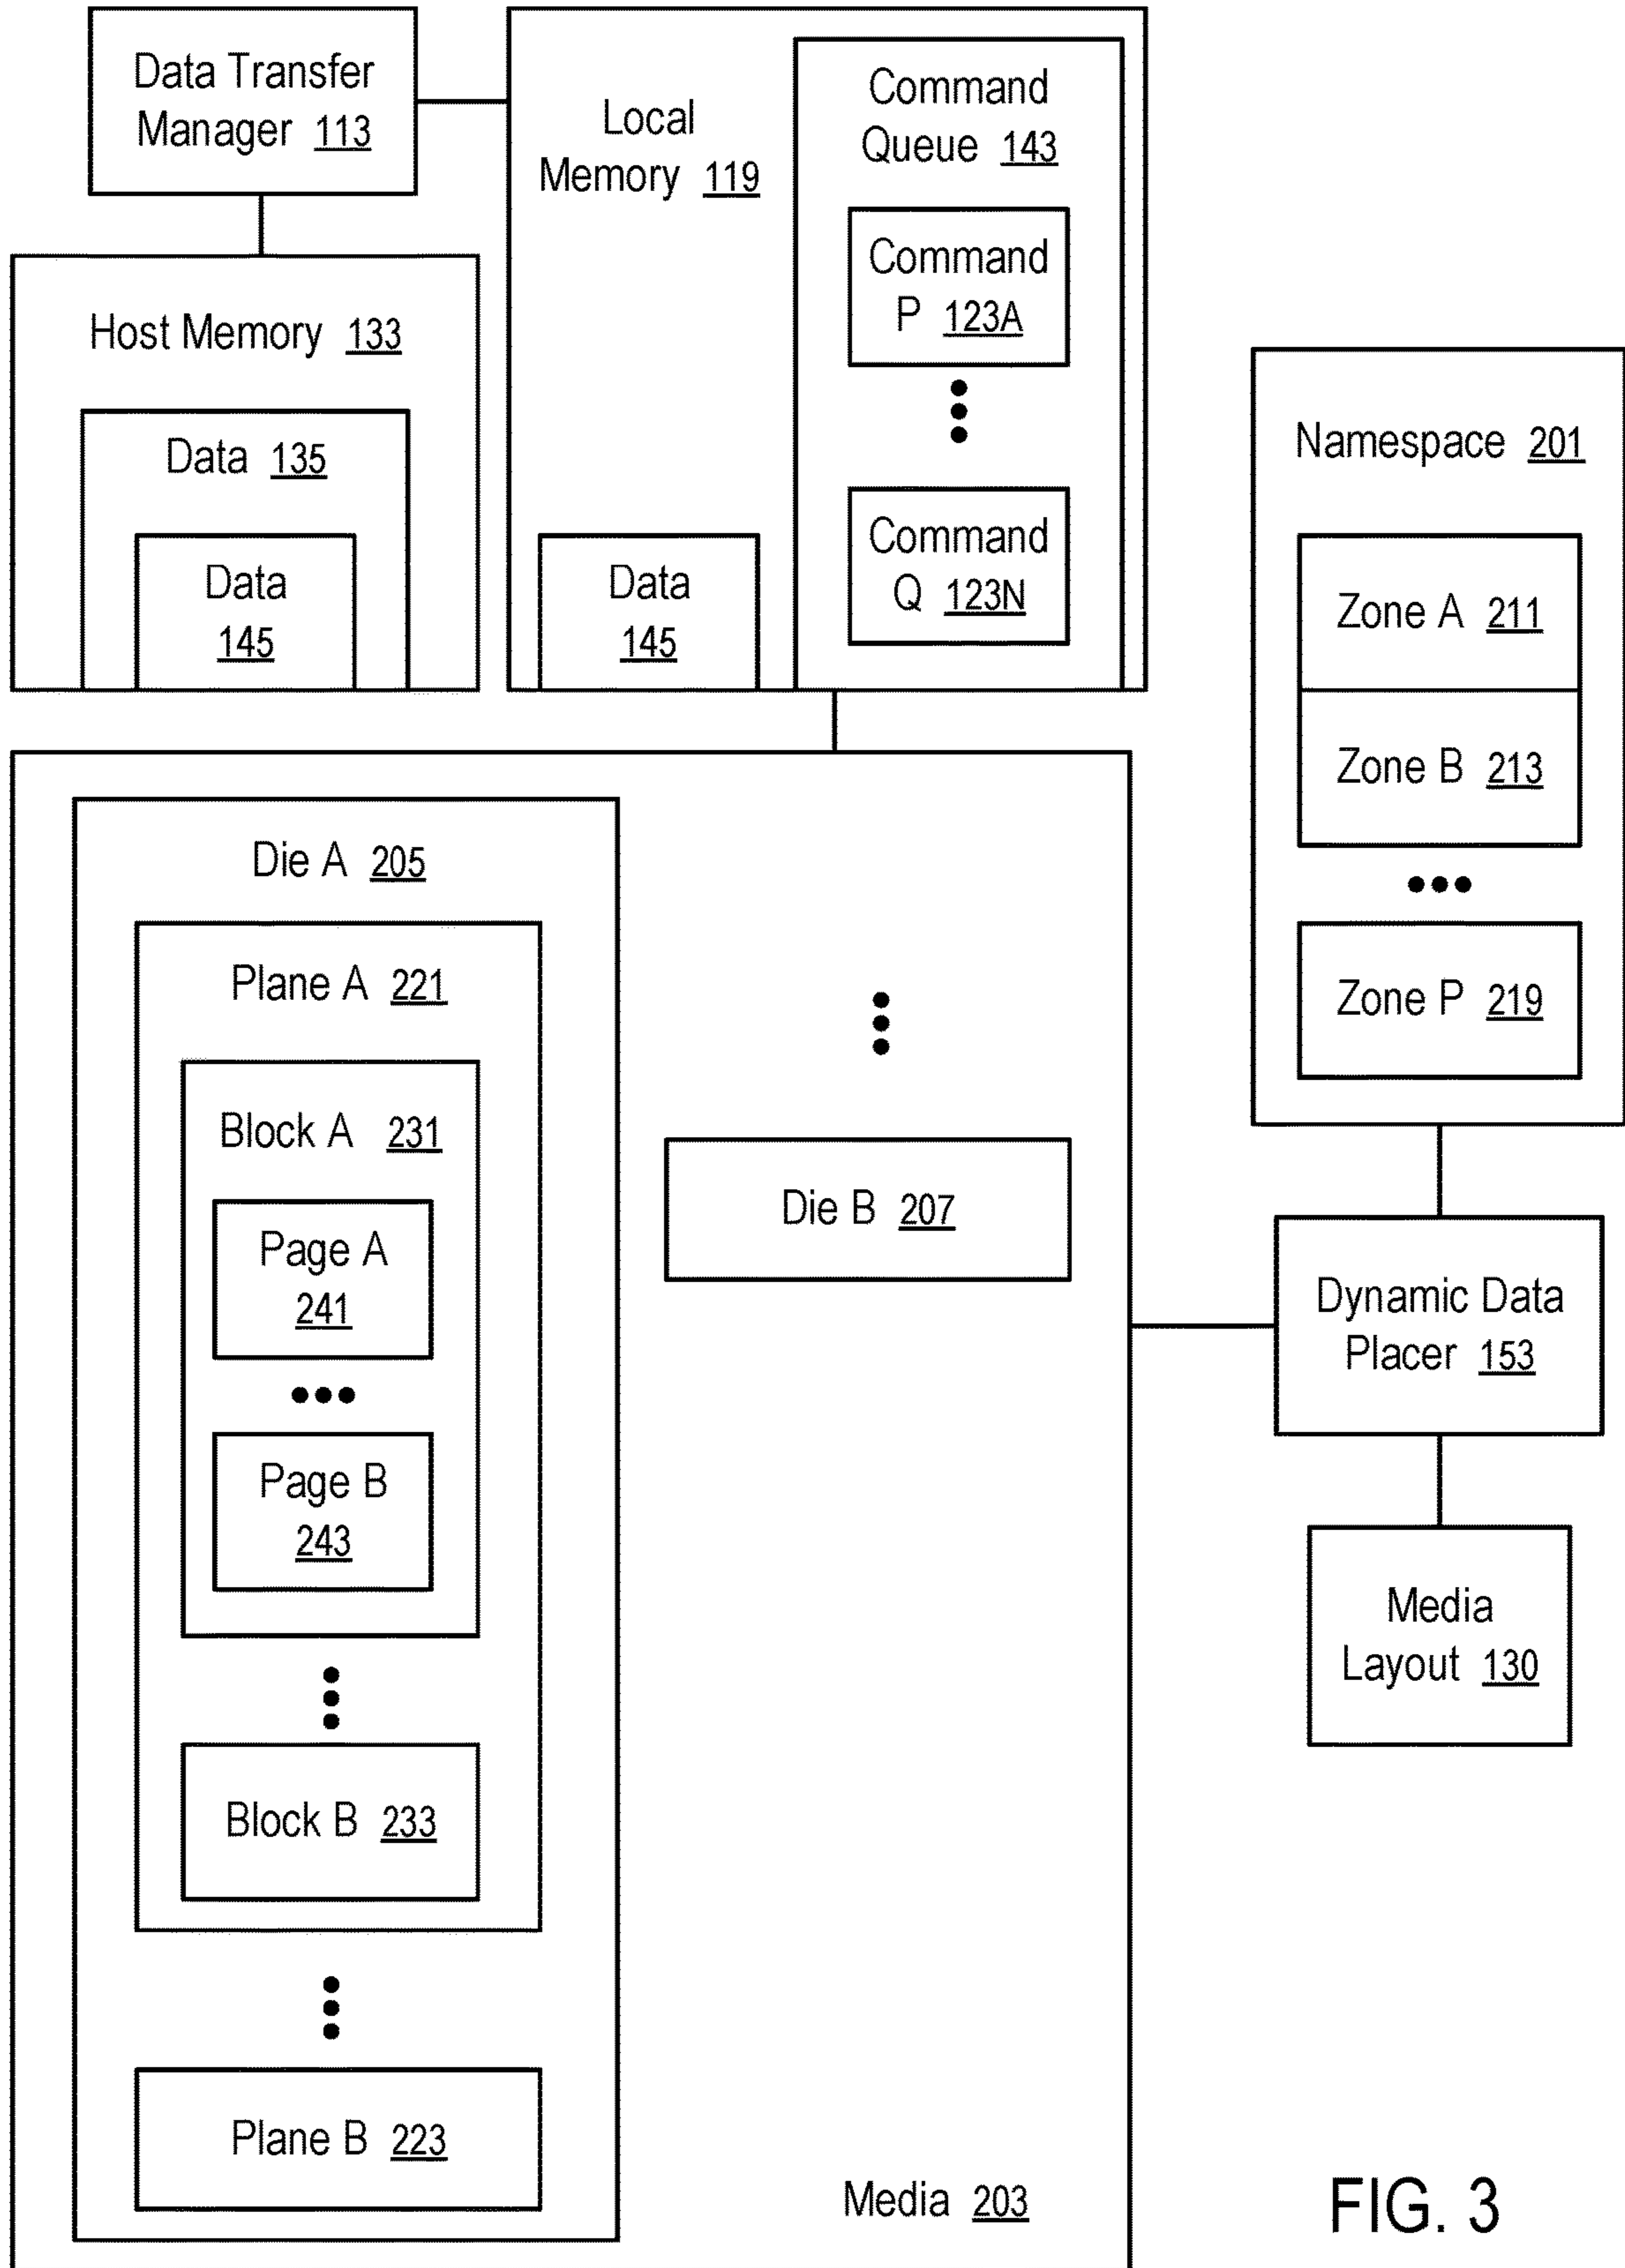 Data Transfer
Manager 113
Local
Memory 119
Command
Queue 143
Command
P 123A
Command
Q 123N
Host Memory 133
Data 135
Data
145
Data
145
Namespace 201
Zone A 211
Zone B 213
Zone P 219
Die A 205
Plane A 221
Block A 231
Page A
241
Page B
243
Block B 233
Plane B 223
Die B 207
Media 203
Dynamic Data
Placer 153
Media
Layout 130
FIG. 3